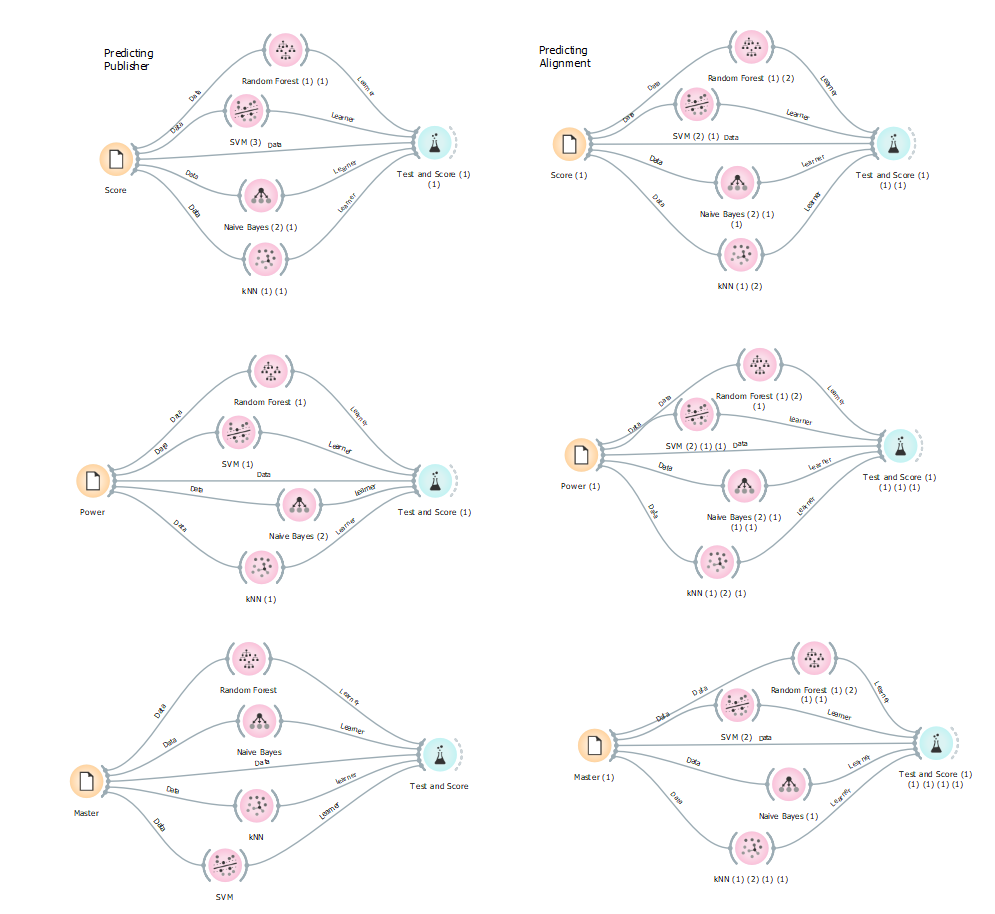 Predicting
Publisher
Random Forest (1) (1)
Data
Learner
SVM (3)
Data
Learner
Score
Data
Test and Score (1)
(1)
Naive Bayes (2) (1)
Data
Learner
kNN (1) (1)
Data
Learner
Predicting
Alignment
Random Forest (1) (2)
Data
Learner
SVM (2) (1)
Data
Learner
Score (1)
Data
Test and Score (1)
(1) (1)
Naive Bayes (2) (1)
(1)
Data
learner
kNN (1) (2)
Data
Learner
Random Forest (1)
Data
Learner
SVM (1)
Data
Learner
Power
Data
Test and Score (1)
Naive Bayes (2)
Data
learner
kNN (1)
Data
Learner
Random Forest (1) (2)
(1)
Data
Learner
SVM (2) (1) (1)
Data
learner
Power (1)
Data
Test and Score (1)
(1) (1) (1)
Naive Bayes (2) (1)
(1) (1)
Data
learner
kNN (1) (2) (1)
Data
Learner
Random Forest
Data
Learner
Naive Bayes
Data
Learner
Master
Data
Test and Score
kNN
Data
learner
SVM
Data
Learner
Random Forest (1) (2)
(1) (1)
Data
Learner
SVM (2)
Data
Learner
Master (1)
Data
Test and Score (1)
(1) (1) (1) (1)
Naive Bayes (1)
Data
Learner
kNN (1) (2) (1) (1)
Data
Learner